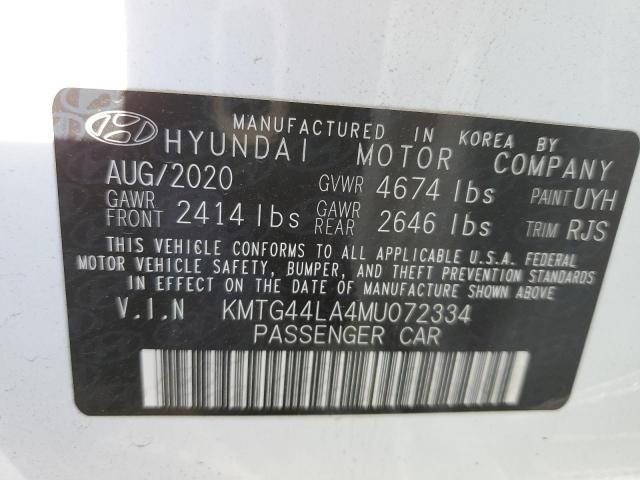 MANUFACTURED IN KOREA BY
HYUNDAI MOTOR COMPANY
AUG/2020 GVWR 4674 lbs PAINT UYH
GAWR FRONT 2414 lbs GAWR REAR 2646 lbs TRIM RJS
THIS VEHICLE CONFORMS TO ALL APPLICABLE U.S.A. FEDERAL
MOTOR VEHICLE SAFETY, BUMPER, AND THEFT PREVENTION STANDARDS
IN EFFECT ON THE DATE OF MANUFACTURE SHOWN ABOVE
V.I.N KMTG44LA4MU072334
PASSENGER CAR